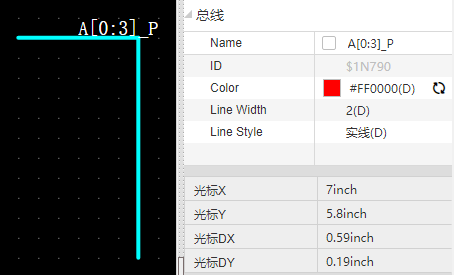 A[0:3]_P
总线
Name A[0:3]_P
ID $1N790
Color #FF0000(D)
Line Width 2(D)
Line Style 实线(D)
光标X 7inch
光标Y 5.8inch
光标DX 0.59inch
光标DY 0.19inch